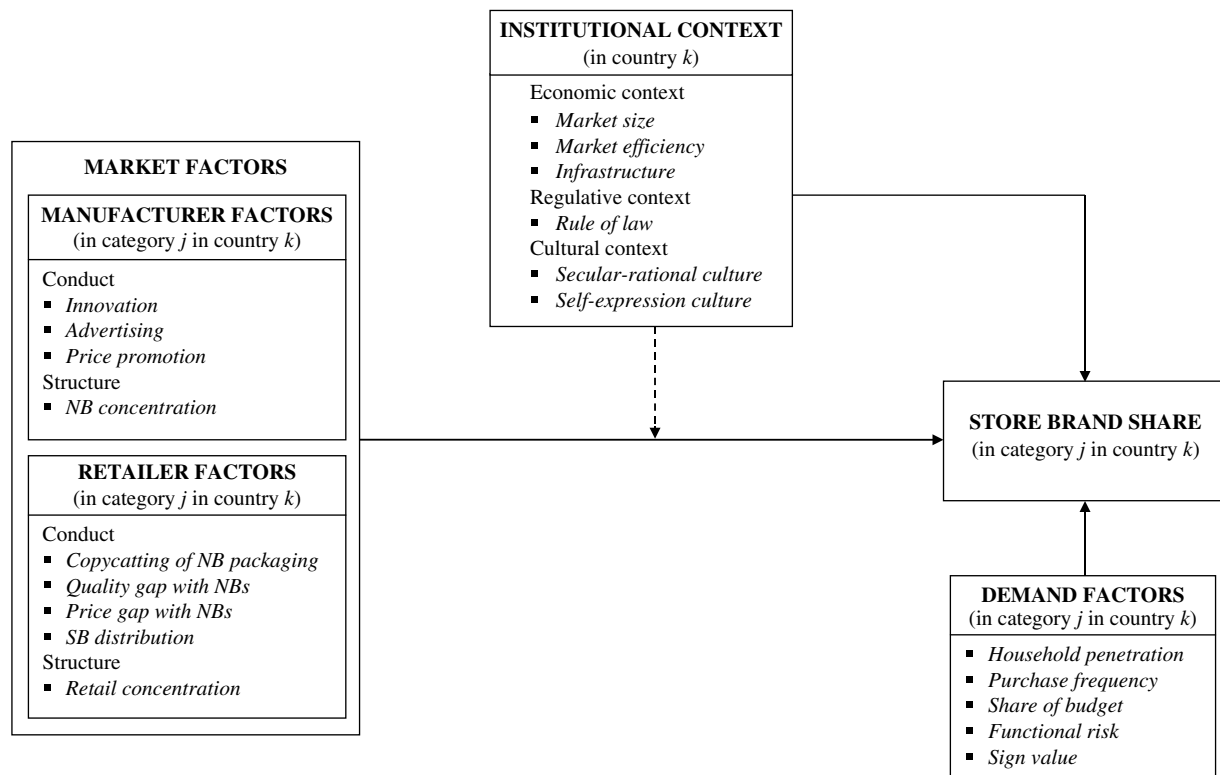 INSTITUTIONAL CONTEXT
(in country k)
Economic context
▪ Market size
▪ Market efficiency
▪ Infrastructure
Regulative context
▪ Rule of law
Cultural context
▪ Secular-rational culture
▪ Self-expression culture
MARKET FACTORS
MANUFACTURER FACTORS
(in category j in country k)
Conduct
▪ Innovation
▪ Advertising
▪ Price promotion
Structure
▪ NB concentration
RETAILER FACTORS
(in category j in country k)
Conduct
▪ Copycatting of NB packaging
▪ Quality gap with NBs
▪ Price gap with NBs
▪ SB distribution
Structure
▪ Retail concentration
STORE BRAND SHARE
(in category j in country k)
DEMAND FACTORS
(in category j in country k)
▪ Household penetration
▪ Purchase frequency
▪ Share of budget
▪ Functional risk
▪ Sign value